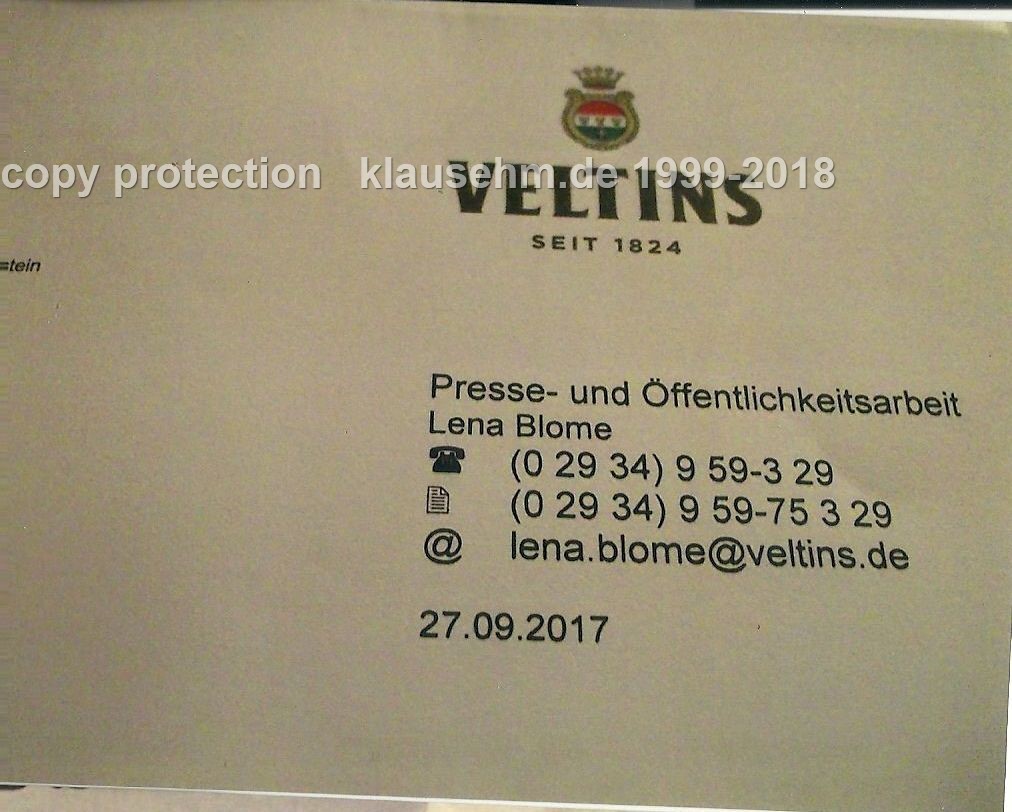 copy protection klausehm.de 1999-2018
VELTINS
SEIT 1824
tein
Presse- und Öffentlichkeitsarbeit
Lena Blome
☎ (0 29 34) 9 59-3 29
(0 29 34) 9 59-75 3 29
@ lena.blome@veltins.de
27.09.2017